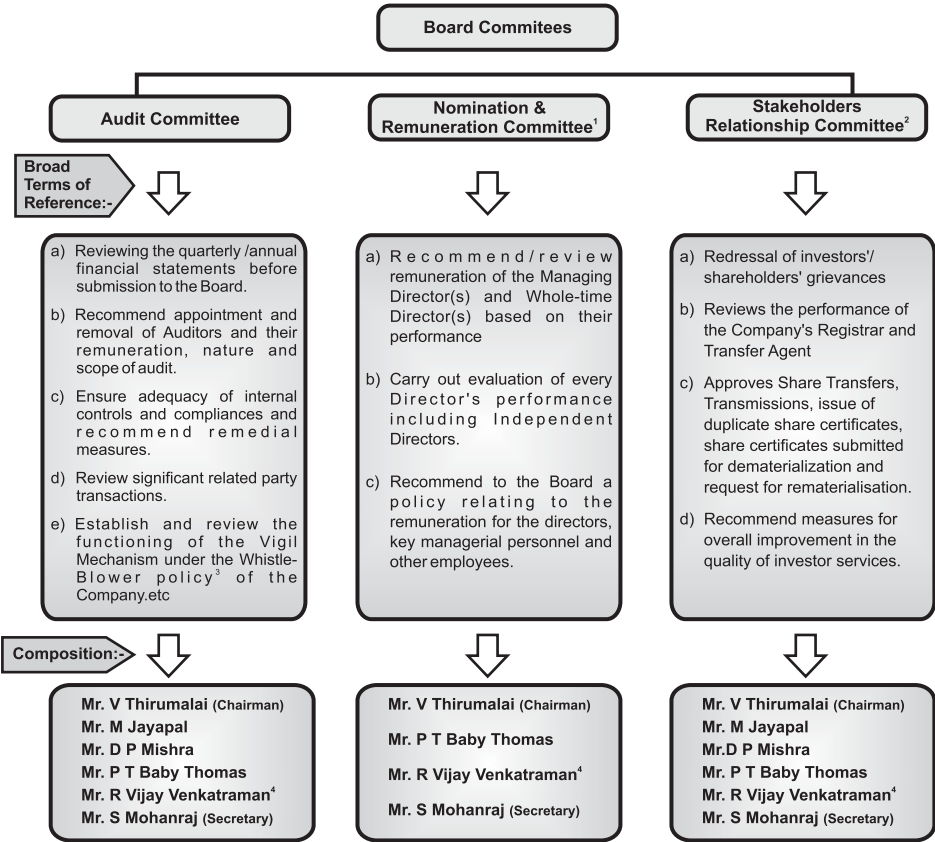 Board Commitees
Audit Committee
Nomination &
Remuneration Committee¹
Stakeholders
Relationship Committee²
Broad
Terms of
Reference:-
a) Reviewing the quarterly /annual
financial statements before
submission to the Board.
b) Recommend appointment and
removal of Auditors and their
remuneration, nature and
scope of audit.
c) Ensure adequacy of internal
controls and compliances and
recommend remedial
measures.
d) Review significant related party
transactions.
e) Establish and review the
functioning of the Vigil
Mechanism under the Whistle-
Blower policy³ of the
Company.etc
a) Recommend/review
remuneration of the Managing
Director(s) and Whole-time
Director(s) based on their
performance
b) Carry out evaluation of every
Director's performance
including Independent
Directors.
c) Recommend to the Board a
policy relating to the
remuneration for the directors,
key managerial personnel and
other employees.
a) Redressal of investors'/
shareholders' grievances
b) Reviews the performance of
the Company's Registrar and
Transfer Agent
c) Approves Share Transfers,
Transmissions, issue of
duplicate share certificates,
share certificates submitted
for dematerialization and
request for rematerialisation.
d) Recommend measures for
overall improvement in the
quality of investor services.
Composition:-
Mr. V Thirumalai (Chairman)
Mr. M Jayapal
Mr. D P Mishra
Mr. P T Baby Thomas
Mr. R Vijay Venkatraman⁴
Mr. S Mohanraj (Secretary)
Mr. V Thirumalai (Chairman)
Mr. P T Baby Thomas
Mr. R Vijay Venkatraman⁴
Mr. S Mohanraj (Secretary)
Mr. V Thirumalai (Chairman)
Mr. M Jayapal
Mr.D P Mishra
Mr. P T Baby Thomas
Mr. R Vijay Venkatraman⁴
Mr. S Mohanraj (Secretary)